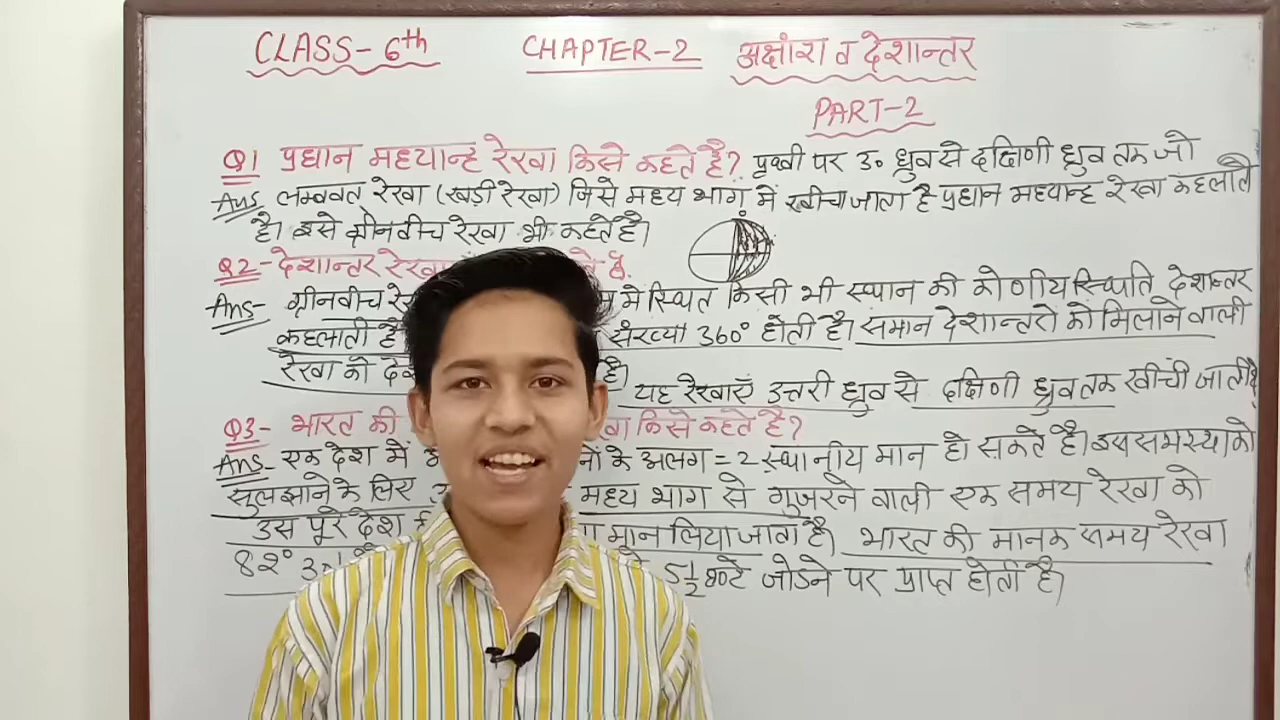 CLASS- 6th CHAPTER-2 अक्षांश व देशान्तर
PART-2
Q1 प्रधान मध्यान्ह रेखा किसे कहते है? पृथ्वी पर उ० ध्रुव से दक्षिणी ध्रुव तक जो
Ans लम्बवत रेखा (खडी रेखा) जिसे मध्य भाग में खीचा जाता है प्रधान मध्यान्ह रेखा कहलाते
है। इसे ग्रीनवीच रेखा भी कहते है।
Q2- देशान्तर रेखा
Ans- ग्रीनवीच में स्थित किसी भी स्थान की कोणीय स्थिति देशान्तर
कहलाती है संख्या 360° होती है। समान देशान्तरो को मिलाने वाली
रेखा को है। यह रेखाएं उत्तरी ध्रुव से दक्षिणी ध्रुव तक खींची जाती है
Q3- भारत की किसे कहते है?
Ans- एक देश में के अलग = 2 स्थानीय मान हो सकते है। इस समस्या को
सुलझाने के लिए मध्य भाग से गुजरने वाली एक समय रेखा को
उस पूरे देश मान लिया जाता है। भारत की मानक समय रेखा
82° 5½ घण्टे जोडने पर प्राप्त होती है।